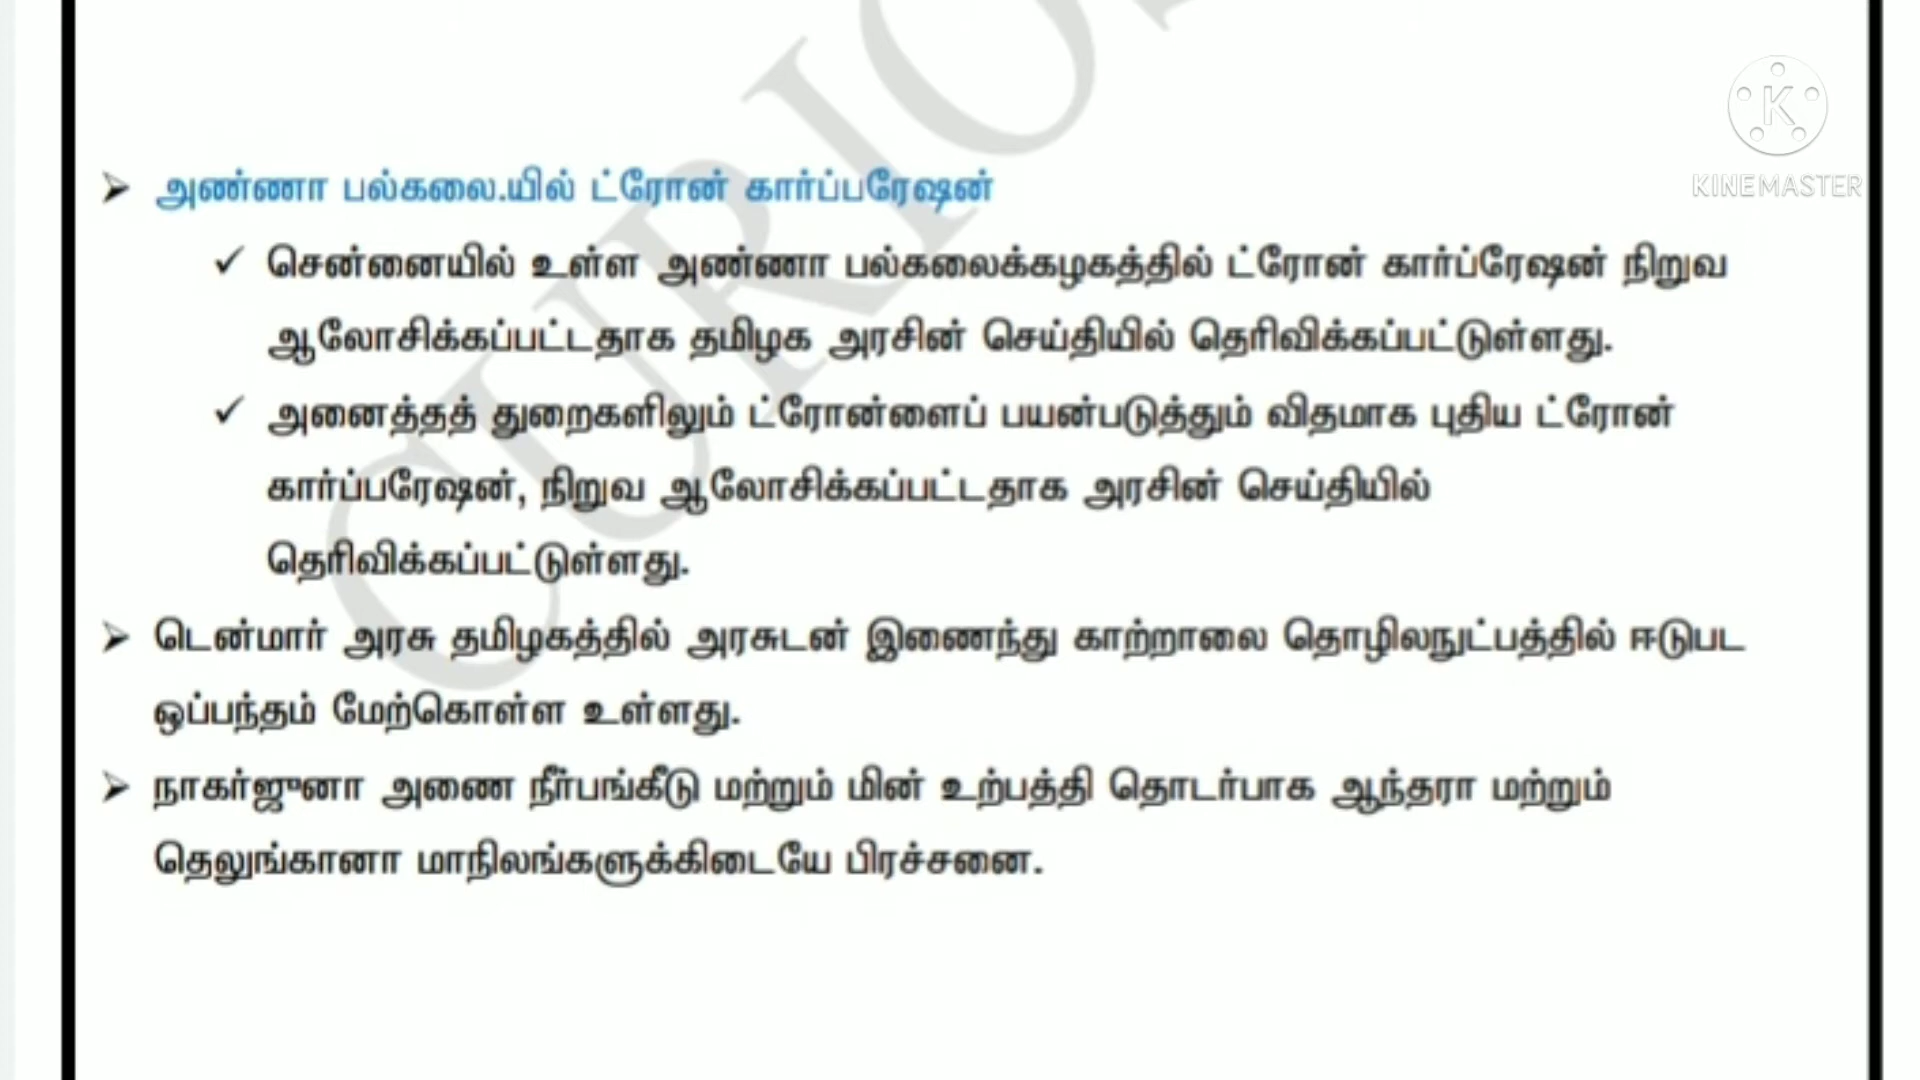 CURIO
KINEMASTER
➤ அண்ணா பல்கலை.யில் ட்ரோன் கார்ப்பரேஷன்
✓ சென்னையில் உள்ள அண்ணா பல்கலைக்கழகத்தில் ட்ரோன் கார்ப்ரேஷன் நிறுவ
ஆலோசிக்கப்பட்டதாக தமிழக அரசின் செய்தியில் தெரிவிக்கப்பட்டுள்ளது.
✓ அனைத்தத் துறைகளிலும் ட்ரோன்ளைப் பயன்படுத்தும் விதமாக புதிய ட்ரோன்
கார்ப்பரேஷன், நிறுவ ஆலோசிக்கப்பட்டதாக அரசின் செய்தியில்
தெரிவிக்கப்பட்டுள்ளது.
➤ டென்மார் அரசு தமிழகத்தில் அரசுடன் இணைந்து காற்றாலை தொழிலநுட்பத்தில் ஈடுபட
ஒப்பந்தம் மேற்கொள்ள உள்ளது.
➤ நாகர்ஜுனா அணை நீர்பங்கீடு மற்றும் மின் உற்பத்தி தொடர்பாக ஆந்தரா மற்றும்
தெலுங்கானா மாநிலங்களுக்கிடையே பிரச்சனை.